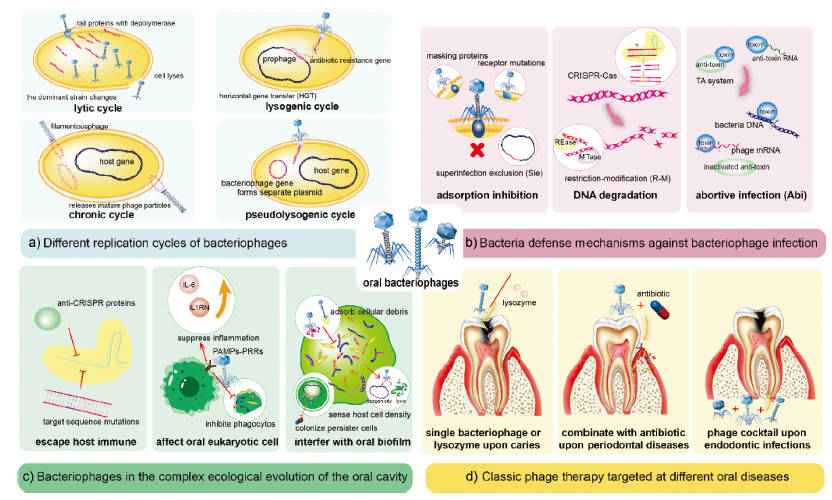 tail proteins with depolymerase
cell lyses
the dominant strain changes
lytic cycle
prophage
antibiotic resistance gene
horizontal gene transfer (HGT)
lysogenic cycle
filamentousphage
host gene
releases mature phage particles
chronic cycle
host gene
bacteriophage gene
forms separate plasmid
pseudolysogenic cycle
a) Different replication cycles of bacteriophages
masking proteins
receptor mutations
superinfection exclusion (Sie)
adsorption inhibition
CRISPR-Cas
REase
MTase
restriction-modification (R-M)
DNA degradation
toxin
anti-toxin
TA system
toxin
anti-toxin RNA
toxin
bacteria DNA
toxin
phage mRNA
inactivated anti-toxin
abortive infection (Abi)
b) Bacteria defense mechanisms against bacteriophage infection
oral bacteriophages
anti-CRISPR proteins
target sequence mutations
escape host immune
IL-6
IL1RN
suppress inflammation
PAMPs-PRRs
inhibite phagocytos
affect oral eukaryotic cell
adsorb cellular debris
sense host cell density
colonize persister cells
interfer with oral biofilm
c) Bacteriophages in the complex ecological evolution of the oral cavity
lysozyme
single bacteriophage or
lysozyme upon caries
antibiotic
combinate with antibiotic
upon periodontal diseases
phage cocktail upon
endodontic infections
d) Classic phage therapy targeted at different oral diseases